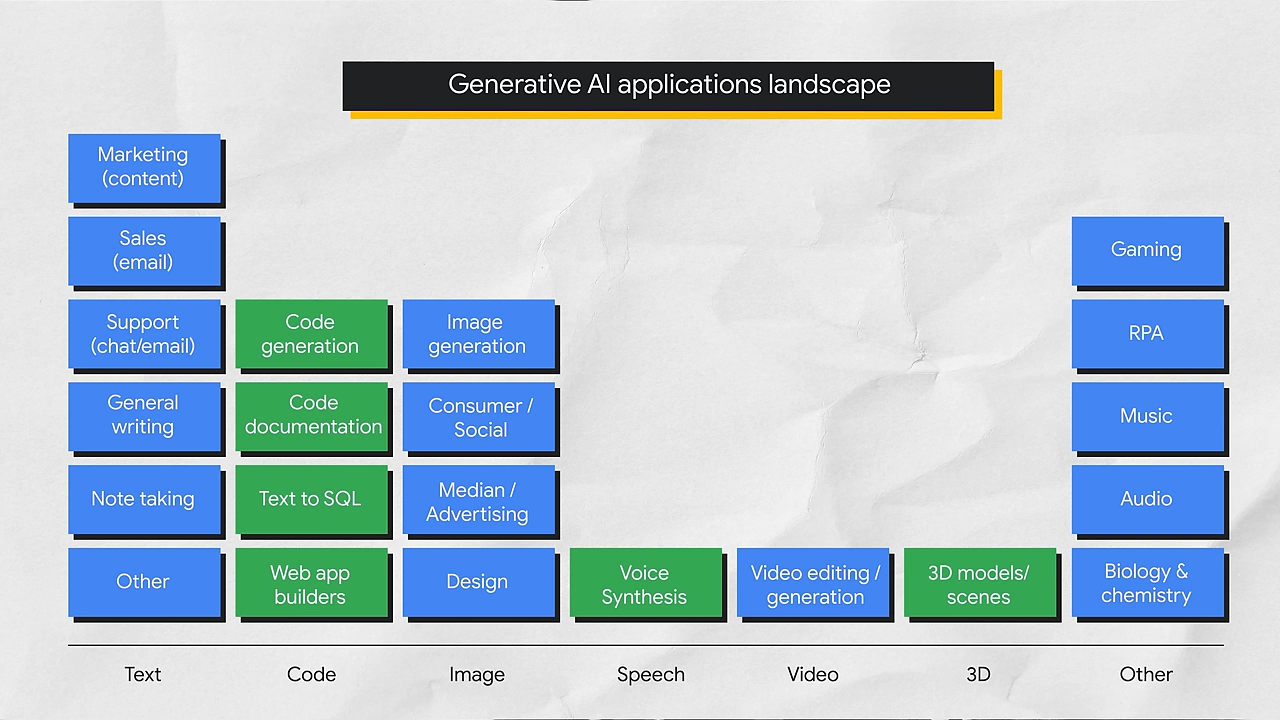 Generative AI applications landscape
Marketing
(content)
Sales
(email)
Support
(chat/email)
General
writing
Note taking
Other
Code
generation
Code
documentation
Text to SQL
Web app
builders
Image
generation
Consumer /
Social
Median /
Advertising
Design
Voice
Synthesis
Video editing /
generation
3D models/
scenes
Gaming
RPA
Music
Audio
Biology &
chemistry
Text
Code
Image
Speech
Video
3D
Other